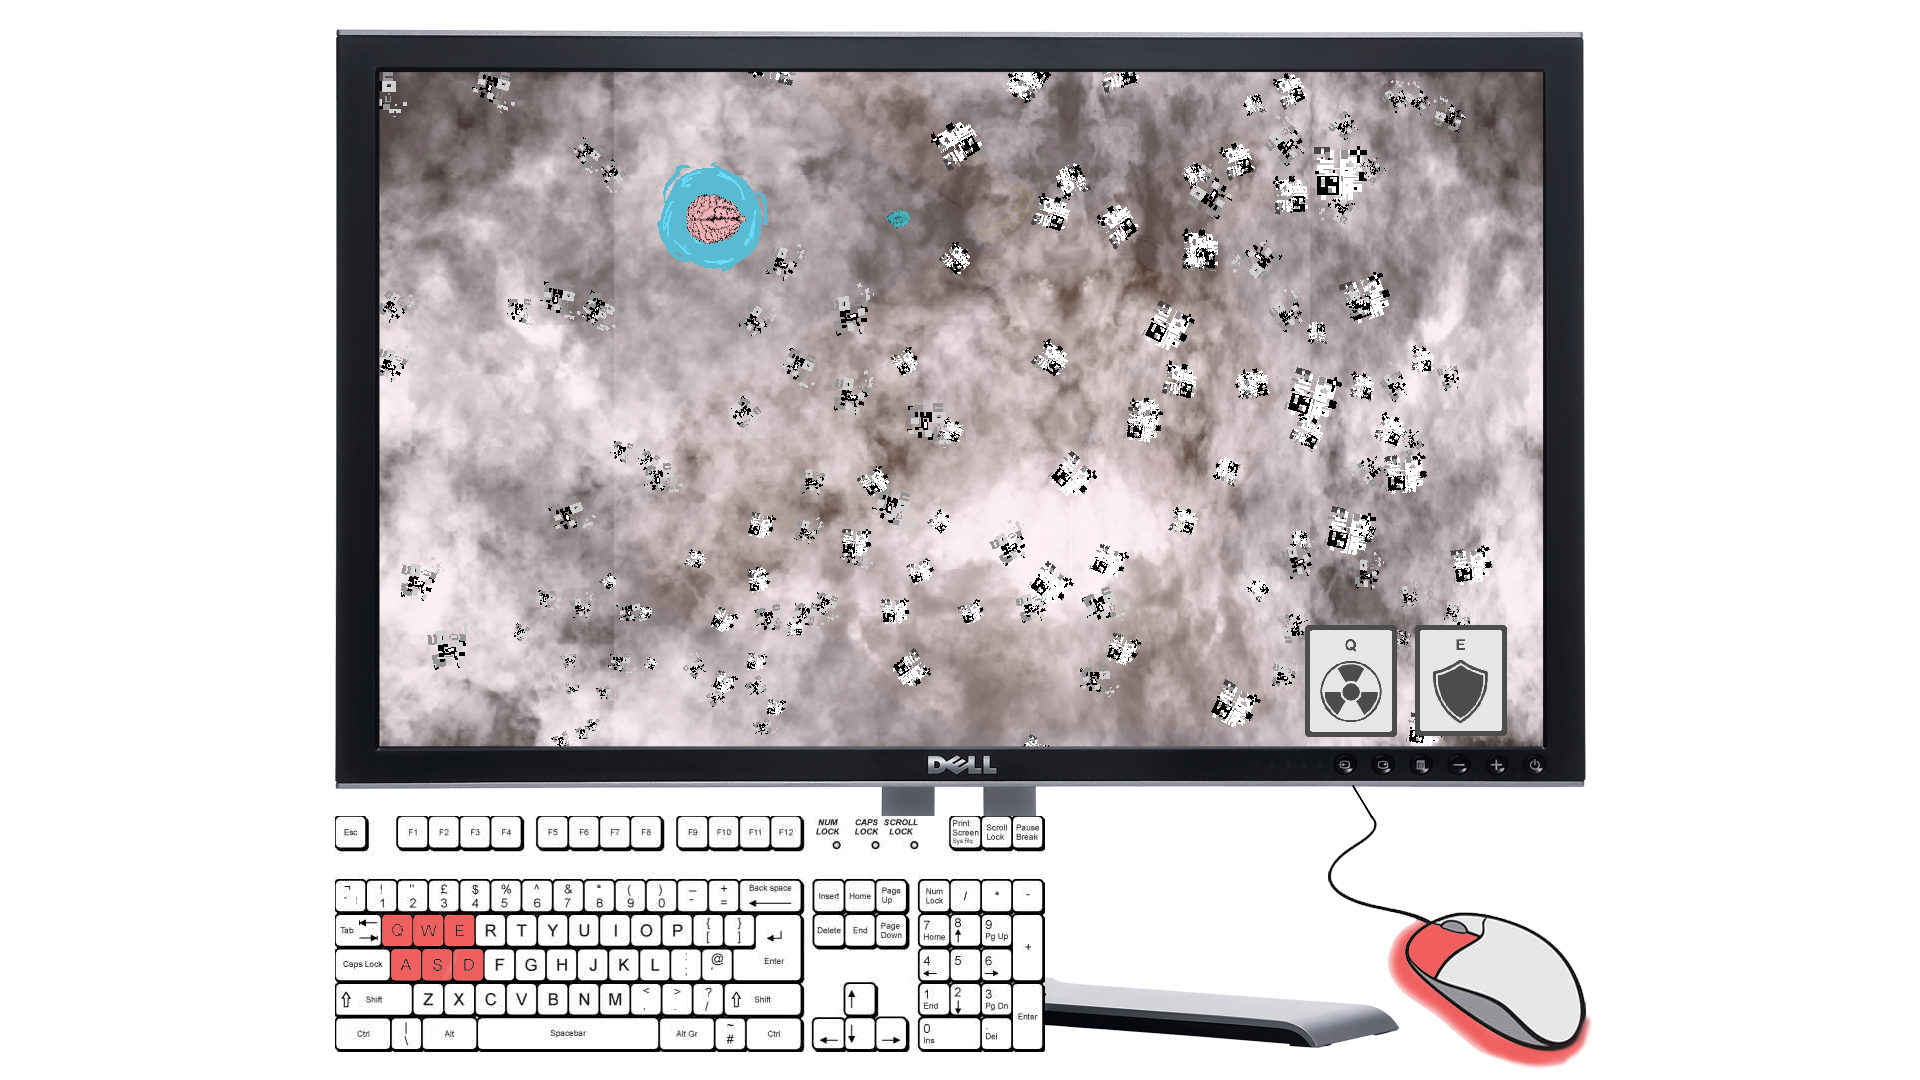 Q E
DELL
Esc F1 F2 F3 F4 F5 F6 F7 F8 F9 F10 F11 F12 NUM LOCK CAPS LOCK SCROLL LOCK Print Screen Sys Rq Scroll Lock Pause Break
¬ ` ¦ ! 1 " 2 £ 3 $ 4 % 5 ^ 6 & 7 * 8 ( 9 ) 0 _ - + = Back space Insert Home Page Up Num Lock / * -
Tab Q W E R T Y U I O P { [ } ] Enter Delete End Page Down 7 Home 8 9 Pg Up +
Caps Lock A S D F G H J K L : ; @ ' 4 5 6
Shift Z X C V B N M < , > . ? / Shift 1 End 2 3 Pg Dn Enter
Ctrl | \ Alt Spacebar Alt Gr ~ # Ctrl 0 Ins . Del